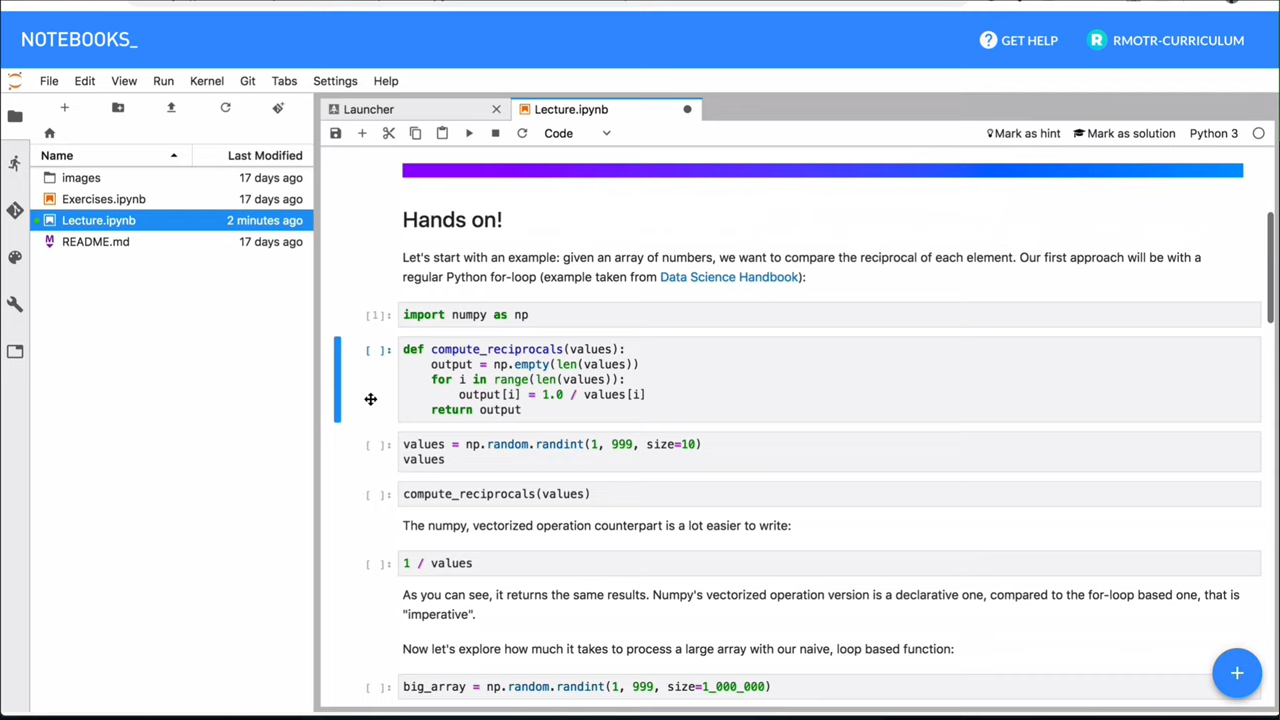 NOTEBOOKS_
GET HELP
R RMOTR-CURRICULUM
File Edit View Run Kernel Git Tabs Settings Help
Launcher
Lecture.ipynb
Code
Mark as hint
Mark as solution
Python 3
Name Last Modified
images 17 days ago
Exercises.ipynb 17 days ago
Lecture.ipynb 2 minutes ago
README.md 17 days ago
Hands on!
Let's start with an example: given an array of numbers, we want to compare the reciprocal of each element. Our first approach will be with a
regular Python for-loop (example taken from Data Science Handbook):
[1]: import numpy as np
[ ]: def compute_reciprocals(values):
output = np.empty(len(values))
for i in range(len(values)):
output[i] = 1.0 / values[i]
return output
[ ]: values = np.random.randint(1, 999, size=10)
values
[ ]: compute_reciprocals(values)
The numpy, vectorized operation counterpart is a lot easier to write:
[ ]: 1 / values
As you can see, it returns the same results. Numpy's vectorized operation version is a declarative one, compared to the for-loop based one, that is
"imperative".
Now let's explore how much it takes to process a large array with our naive, loop based function:
[ ]: big_array = np.random.randint(1, 999, size=1_000_000)